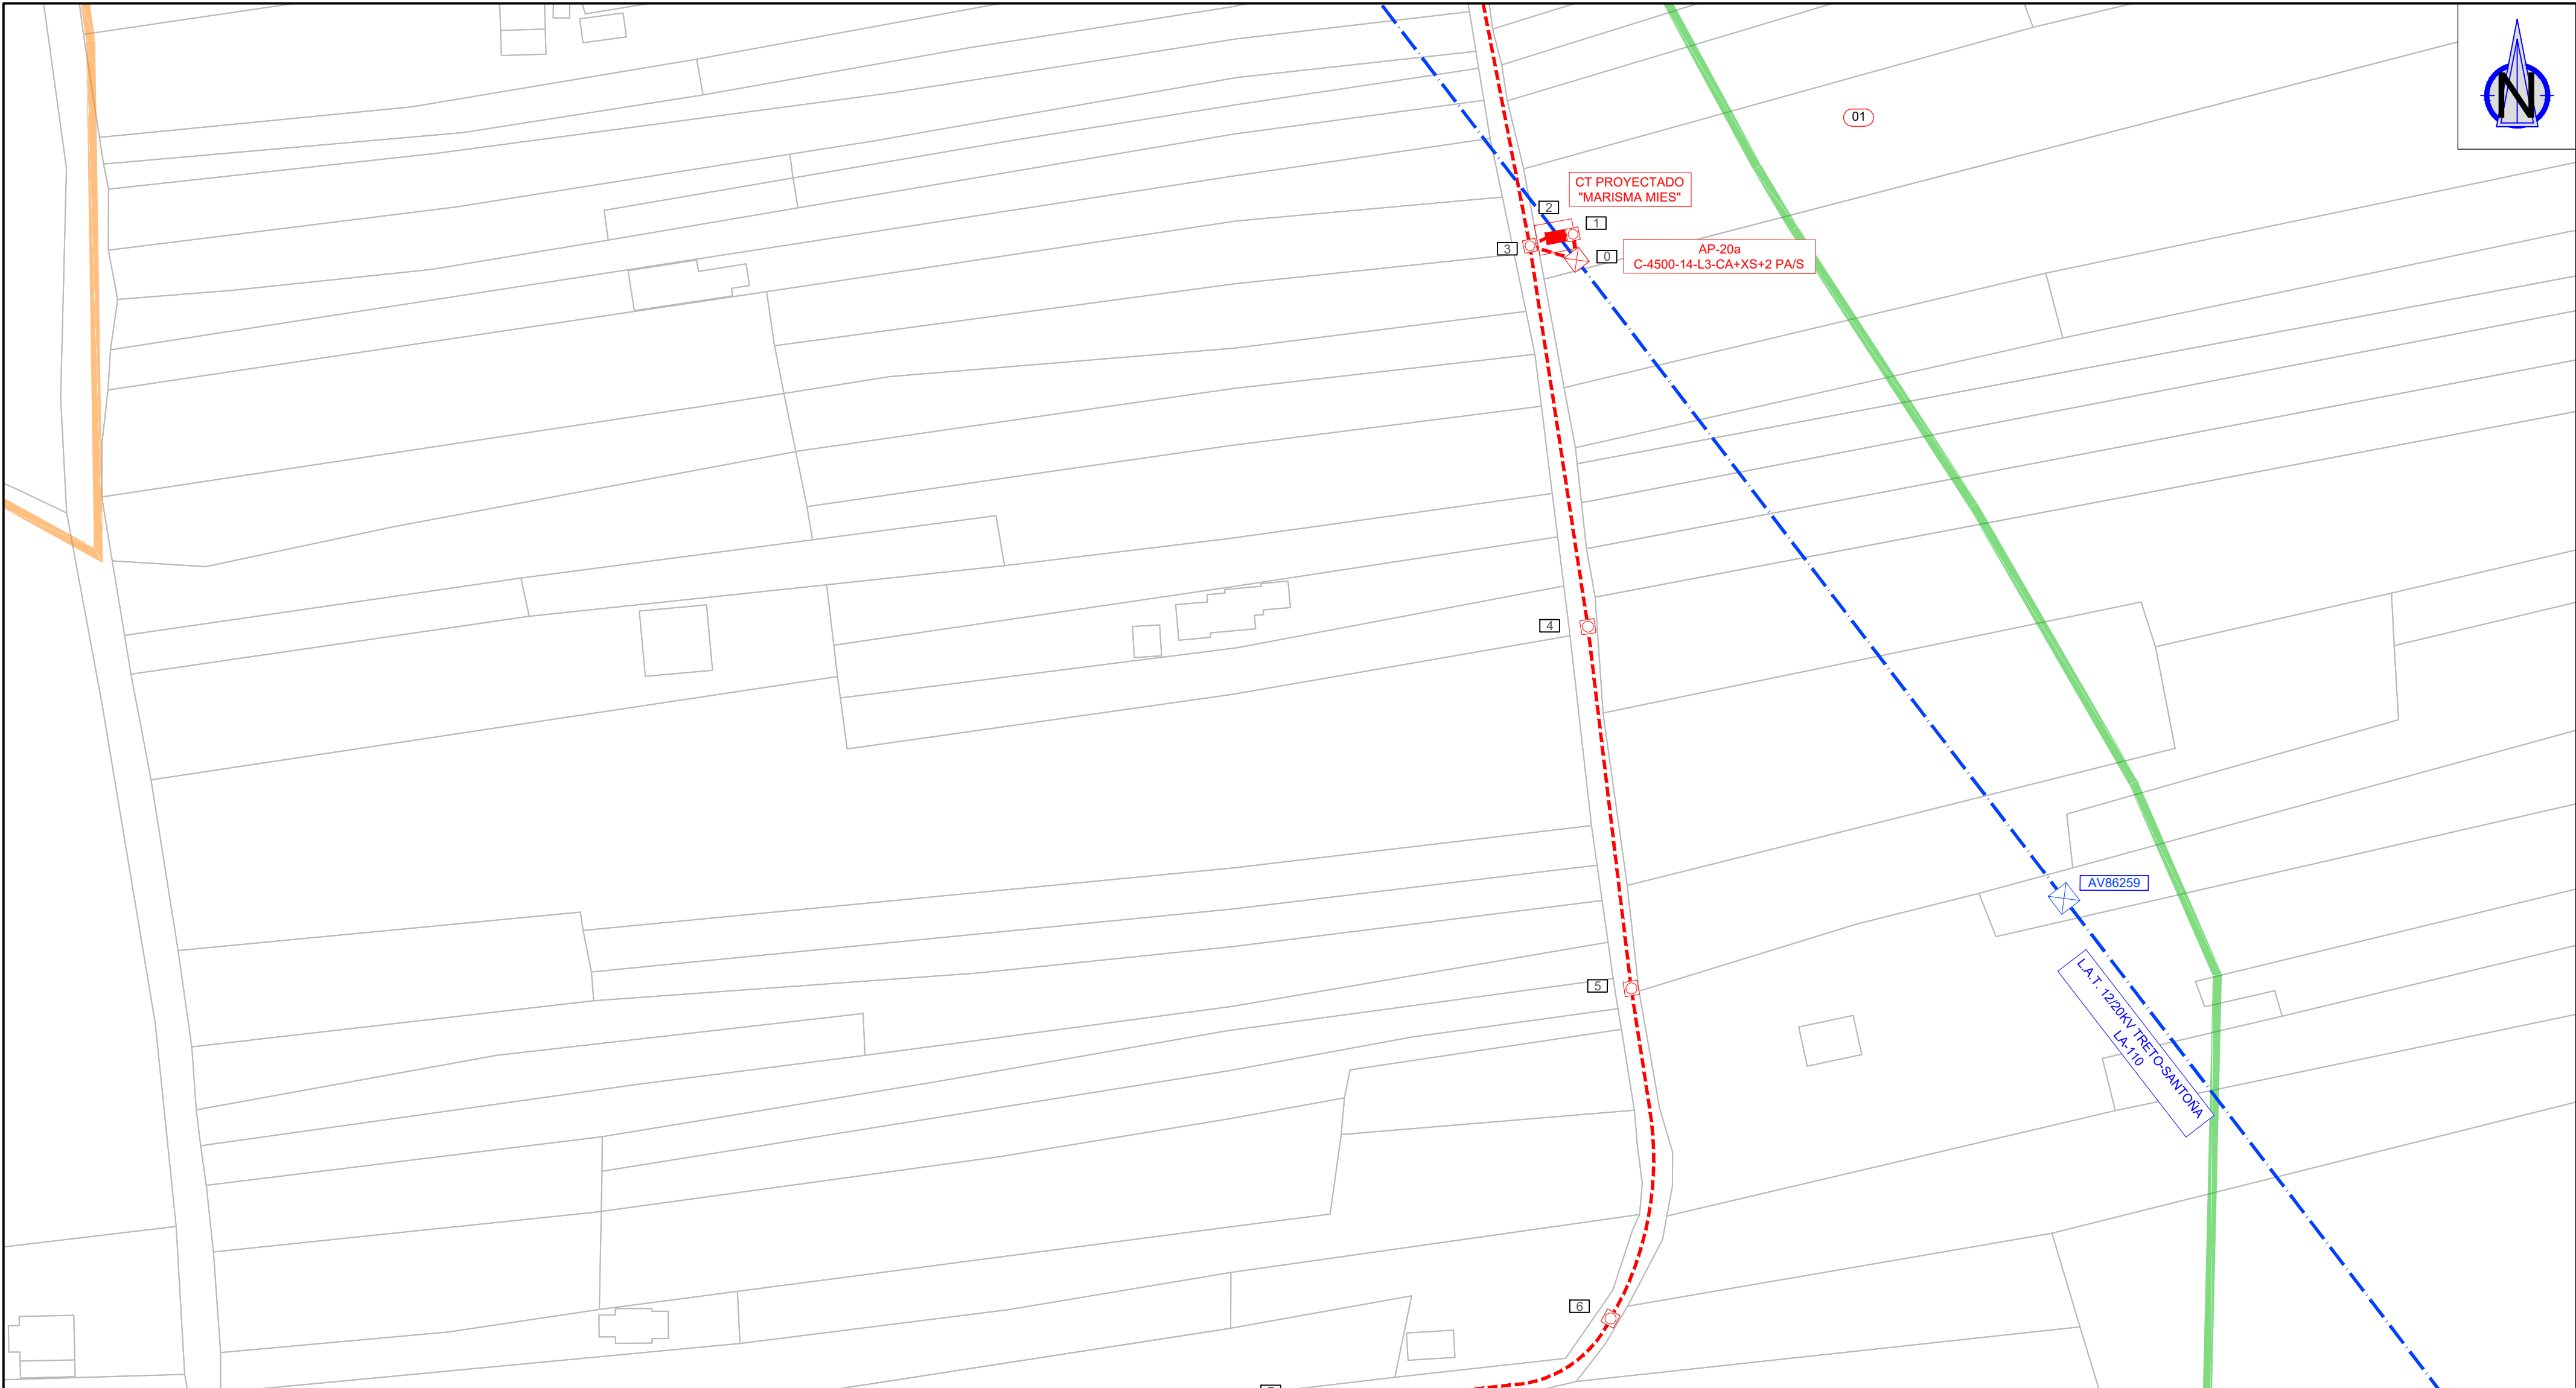 N
01
CT PROYECTADO
"MARISMA MIES"
2
1
3
0
AP-20a
C-4500-14-L3-CA+XS+2 PA/S
4
AV86259
L.A.T. 12/20KV TRETO-SANTOÑA
LA-110
5
6